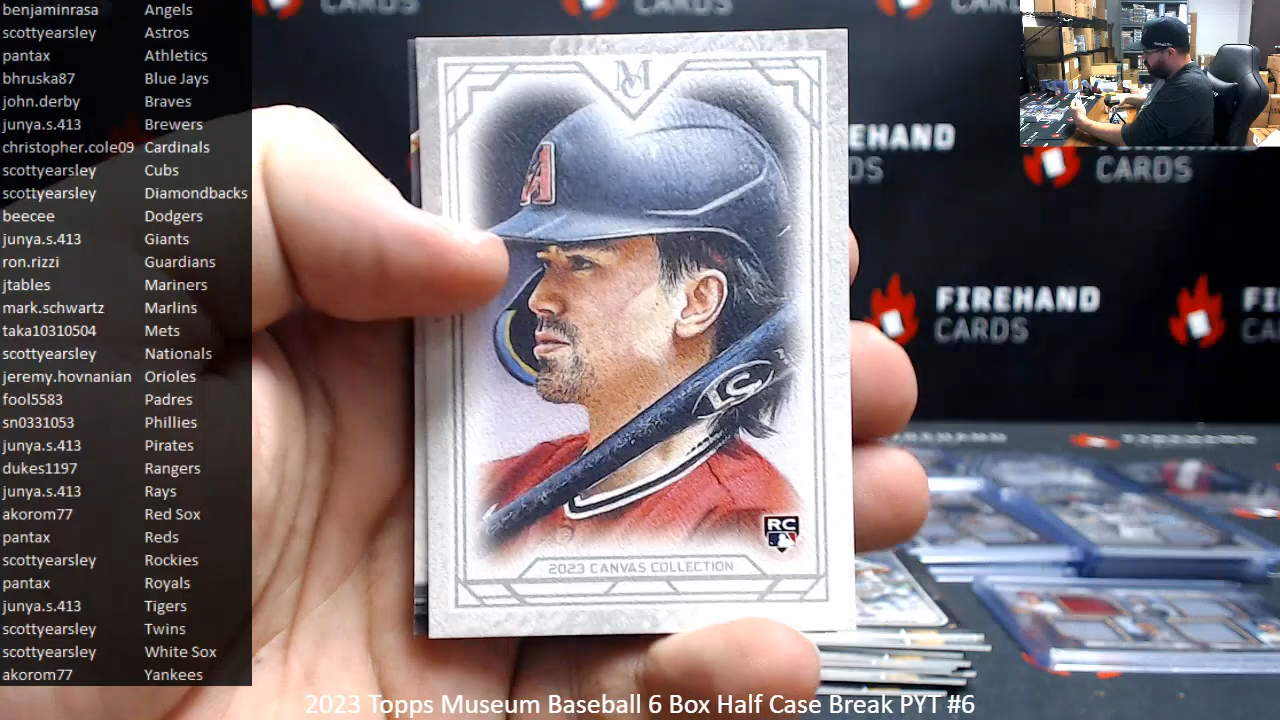 benjaminrasa Angels
scottyearsley Astros
pantax Athletics
bhruska87 Blue Jays
john.derby Braves
junya.s.413 Brewers
christopher.cole09 Cardinals
scottyearsley Cubs
scottyearsley Diamondbacks
beecee Dodgers
junya.s.413 Giants
ron.rizzi Guardians
jtables Mariners
mark.schwartz Marlins
taka10310504 Mets
scottyearsley Nationals
jeremy.hovnanian Orioles
fool5583 Padres
sn0331053 Phillies
junya.s.413 Pirates
dukes1197 Rangers
junya.s.413 Rays
akorom77 Red Sox
pantax Reds
scottyearsley Rockies
pantax Royals
junya.s.413 Tigers
scottyearsley Twins
scottyearsley White Sox
akorom77 Yankees
M
A
LC
RC
2023 CANVAS COLLECTION
CARDS
CARDS
FIREHAND
CARDS
FIREHAND
CARDS
FI
CA
2023 Topps Museum Baseball 6 Box Half Case Break PYT #6